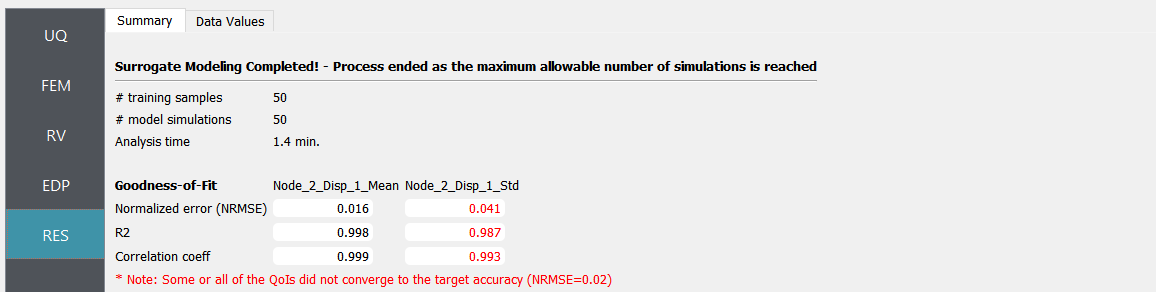 UQ
FEM
RV
EDP
RES
Summary Data Values
Surrogate Modeling Completed! - Process ended as the maximum allowable number of simulations is reached
# training samples 50
# model simulations 50
Analysis time 1.4 min.
Goodness-of-Fit Node_2_Disp_1_Mean Node_2_Disp_1_Std
Normalized error (NRMSE) 0.016 0.041
R2 0.998 0.987
Correlation coeff 0.999 0.993
* Note: Some or all of the QoIs did not converge to the target accuracy (NRMSE=0.02)